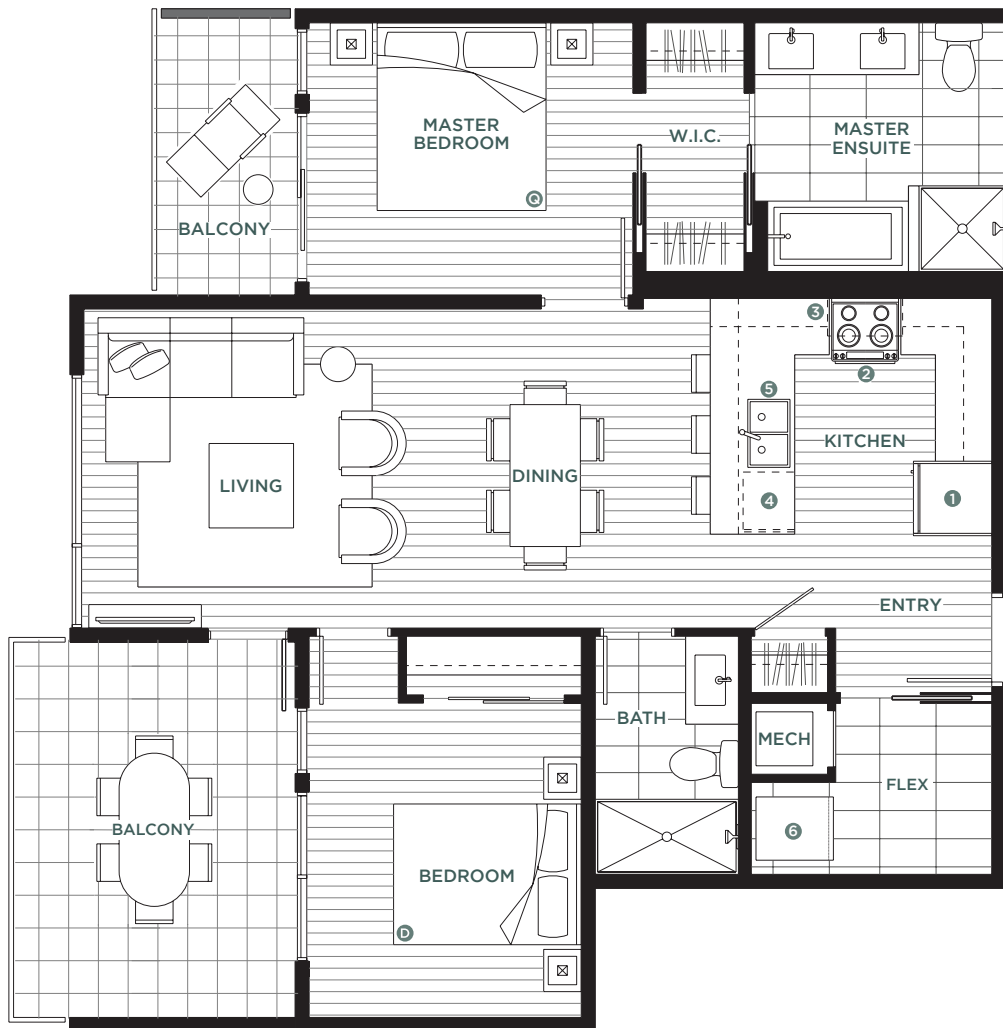 MASTER
BEDROOM
Q
W.I.C.
MASTER
ENSUITE
BALCONY
3
2
5
KITCHEN
LIVING
DINING
4
1
ENTRY
BATH
MECH
FLEX
BALCONY
6
BEDROOM
D